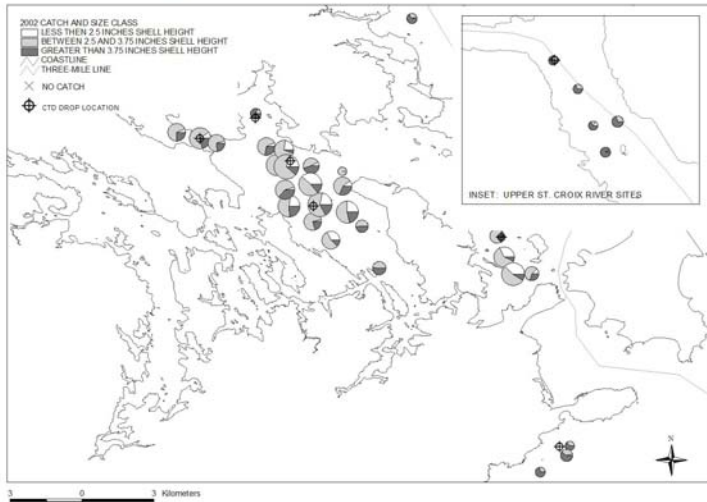 2002 CATCH AND SIZE CLASS
LESS THEN 2.5 INCHES SHELL HEIGHT
BETWEEN 2.5 AND 3.75 INCHES SHELL HEIGHT
GREATER THAN 3.75 INCHES SHELL HEIGHT
COASTLINE
THREE-MILE LINE
NO CATCH
CTD DROP LOCATION
INSET: UPPER ST. CROIX RIVER SITES
N
3 0 3 Kilometers